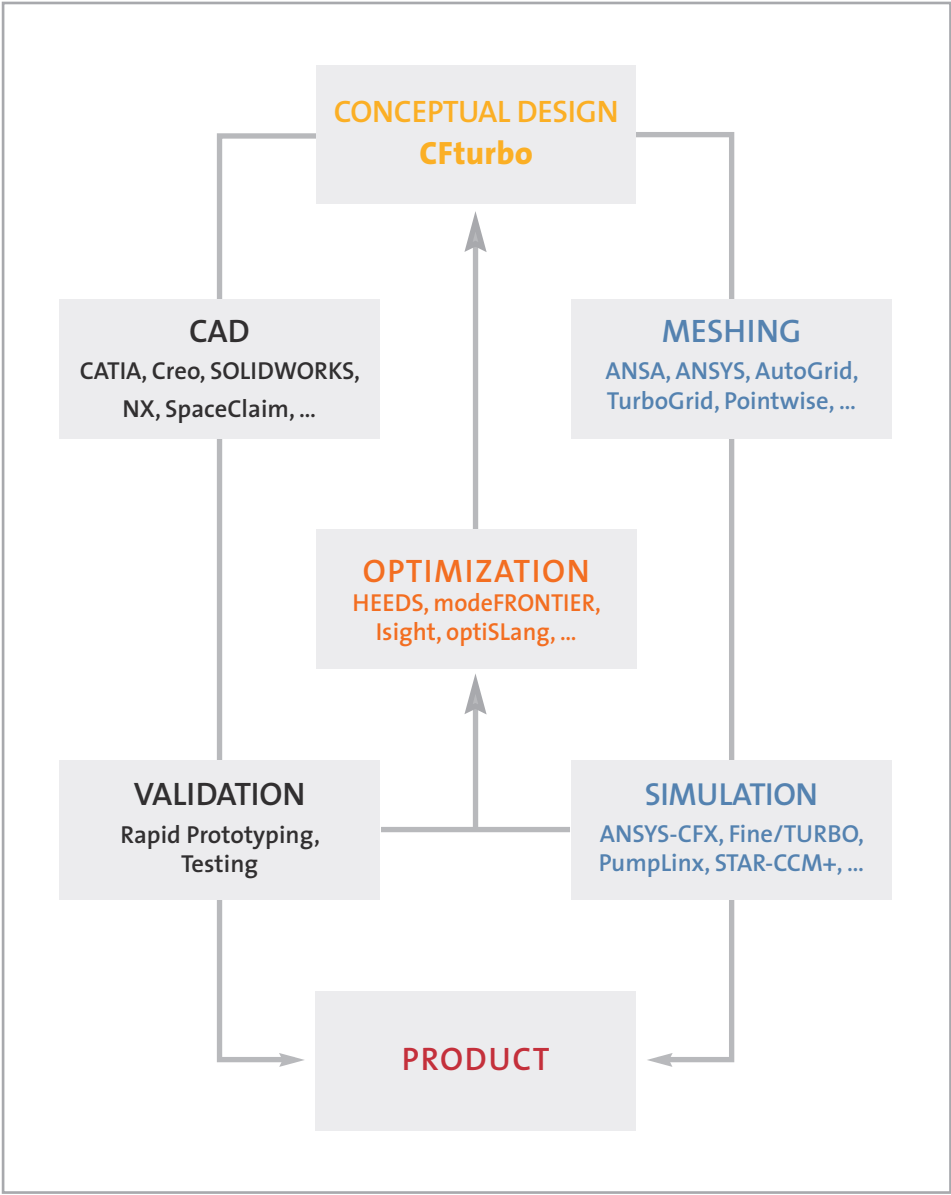 CONCEPTUAL DESIGN
CFturbo
CAD
CATIA, Creo, SOLIDWORKS,
NX, SpaceClaim, ...
MESHING
ANSA, ANSYS, AutoGrid,
TurboGrid, Pointwise, ...
OPTIMIZATION
HEEDS, modeFRONTIER,
Isight, optiSLang, ...
VALIDATION
Rapid Prototyping,
Testing
SIMULATION
ANSYS-CFX, Fine/TURBO,
PumpLinx, STAR-CCM+, ...
PRODUCT